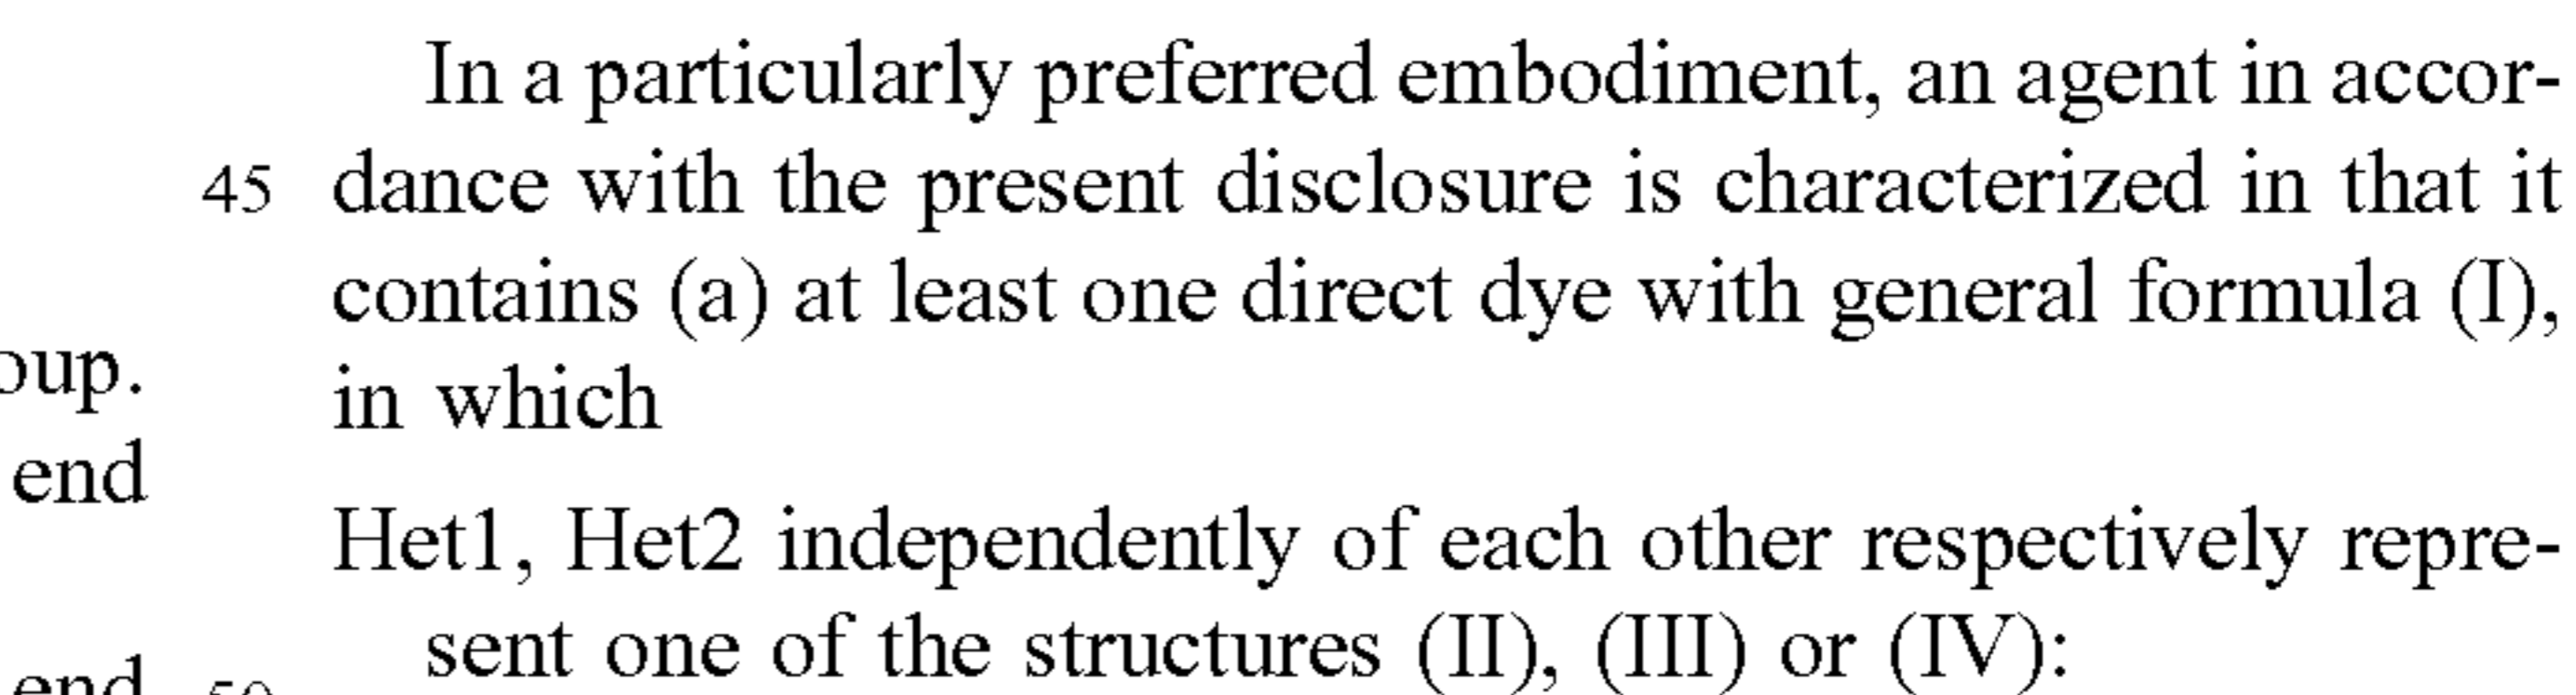 In a particularly preferred embodiment, an agent in accor-
45 dance with the present disclosure is characterized in that it
contains (a) at least one direct dye with general formula (I),
in which
Het1, Het2 independently of each other respectively repre-
sent one of the structures (II), (III) or (IV):
end